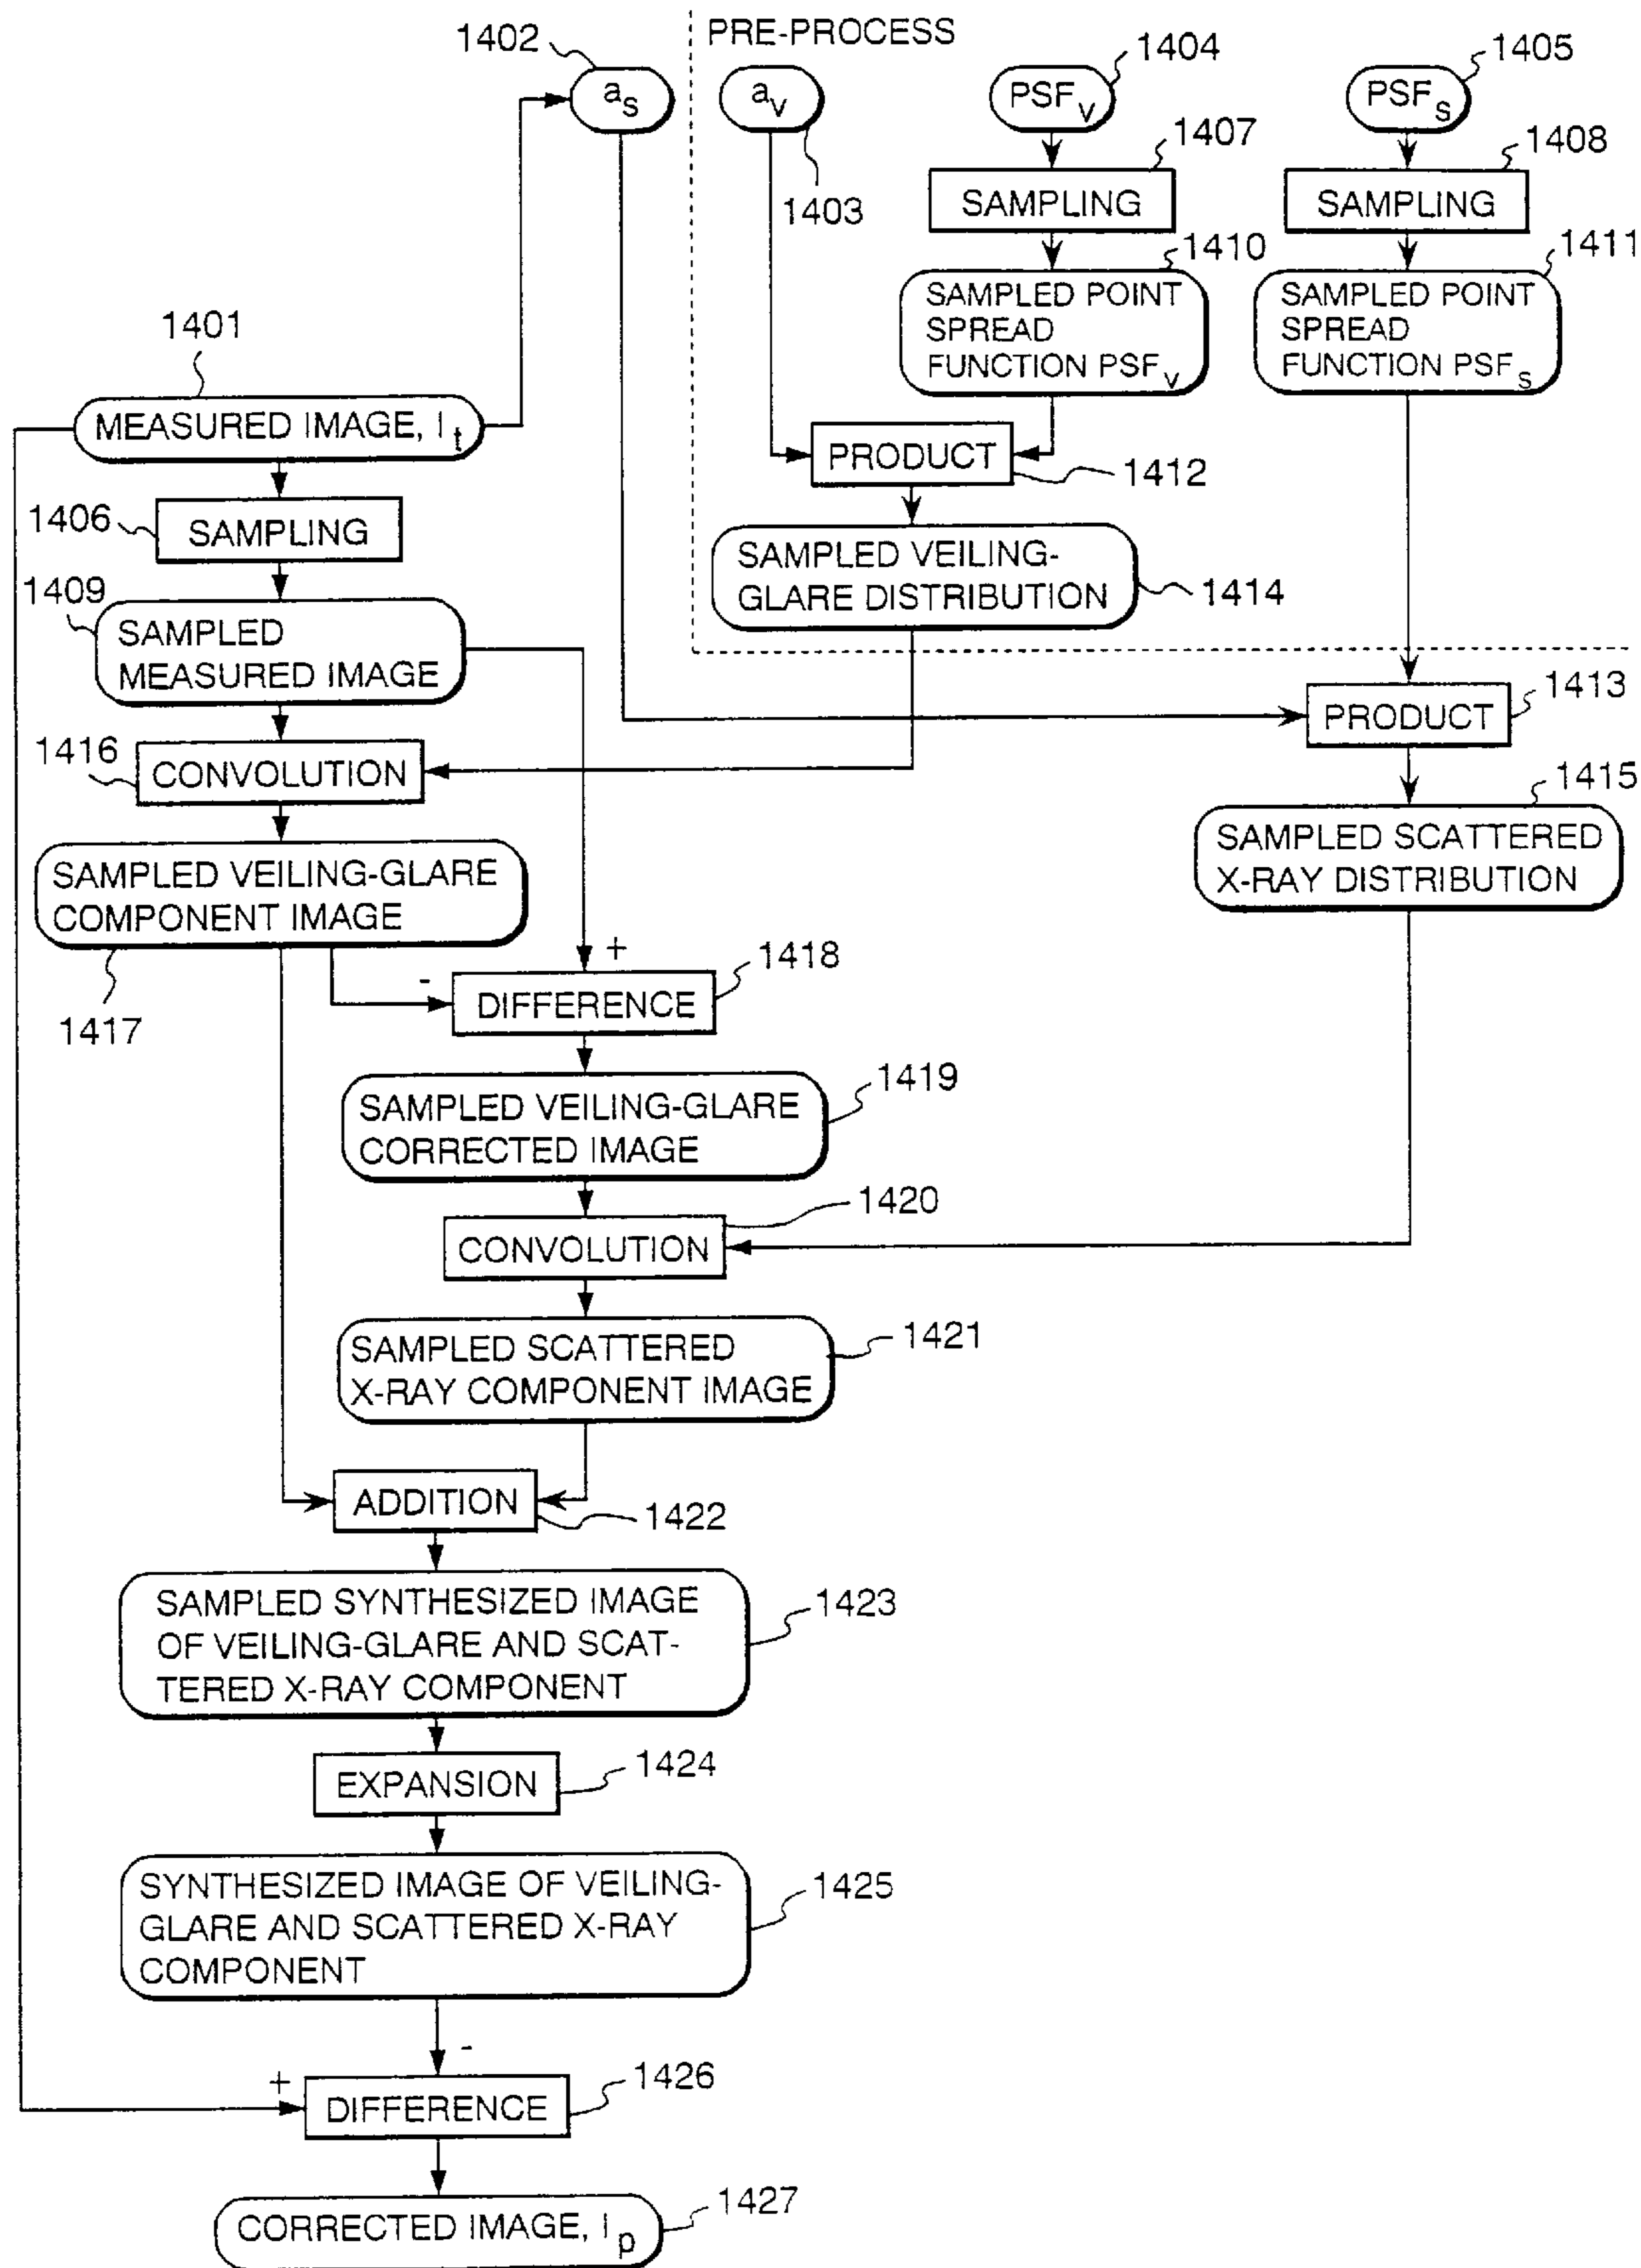 PRE-PROCESS
1402
1404
1405
a_s
a_v
PSF_v
PSF_s
1407
1408
1403
SAMPLING
SAMPLING
1410
1411
SAMPLED POINT
SPREAD
FUNCTION PSF_v
SAMPLED POINT
SPREAD
FUNCTION PSF_s
1401
MEASURED IMAGE, I_t
PRODUCT
1412
1406
SAMPLING
SAMPLED VEILING-
GLARE DISTRIBUTION
1414
1409
SAMPLED
MEASURED IMAGE
1413
PRODUCT
1416
CONVOLUTION
1415
SAMPLED SCATTERED
X-RAY DISTRIBUTION
SAMPLED VEILING-GLARE
COMPONENT IMAGE
1417
+
-
1418
DIFFERENCE
1419
SAMPLED VEILING-GLARE
CORRECTED IMAGE
1420
CONVOLUTION
1421
SAMPLED SCATTERED
X-RAY COMPONENT IMAGE
ADDITION
1422
SAMPLED SYNTHESIZED IMAGE
OF VEILING-GLARE AND SCAT-
TERED X-RAY COMPONENT
1423
EXPANSION
1424
SYNTHESIZED IMAGE OF VEILING-
GLARE AND SCATTERED X-RAY
COMPONENT
1425
-
+
DIFFERENCE
1426
CORRECTED IMAGE, I_p
1427